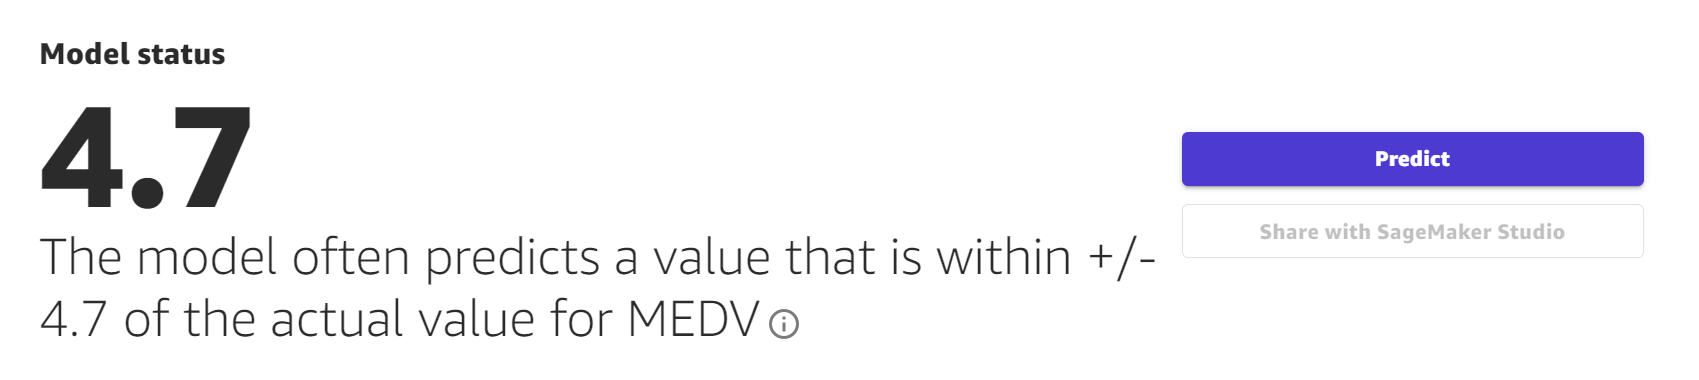 Model status
4.7
The model often predicts a value that is within +/-
4.7 of the actual value for MEDV
Predict
Share with SageMaker Studio